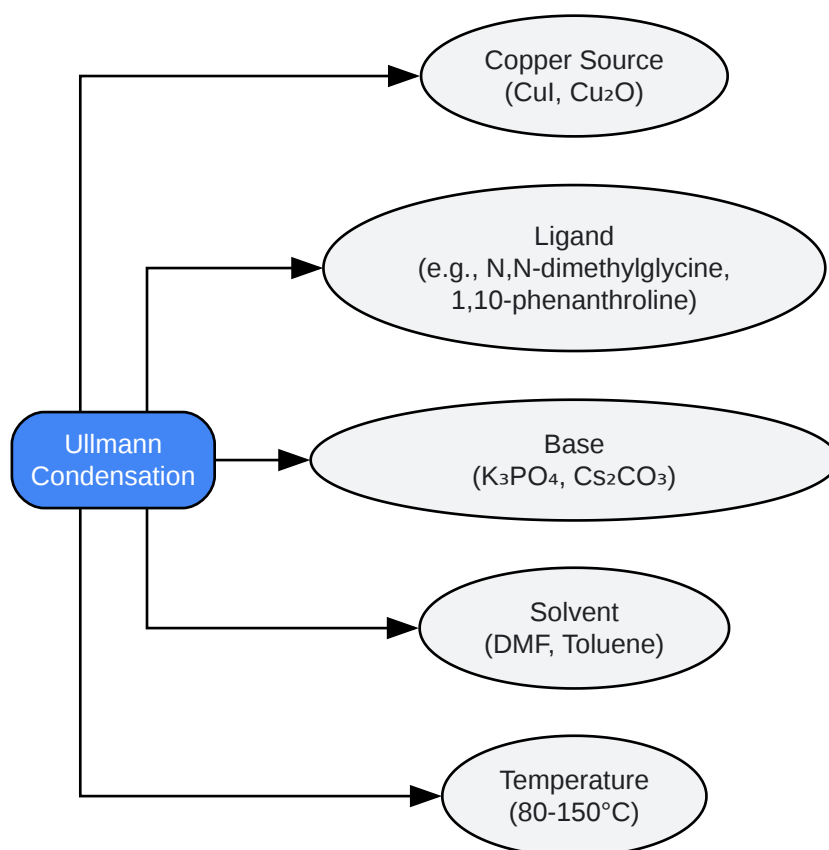 Copper Source
(CuI, Cu₂O)
Ligand
(e.g., N,N-dimethylglycine,
1,10-phenanthroline)
Ullmann
Condensation
Base
(K₃PO₄, Cs₂CO₃)
Solvent
(DMF, Toluene)
Temperature
(80-150°C)